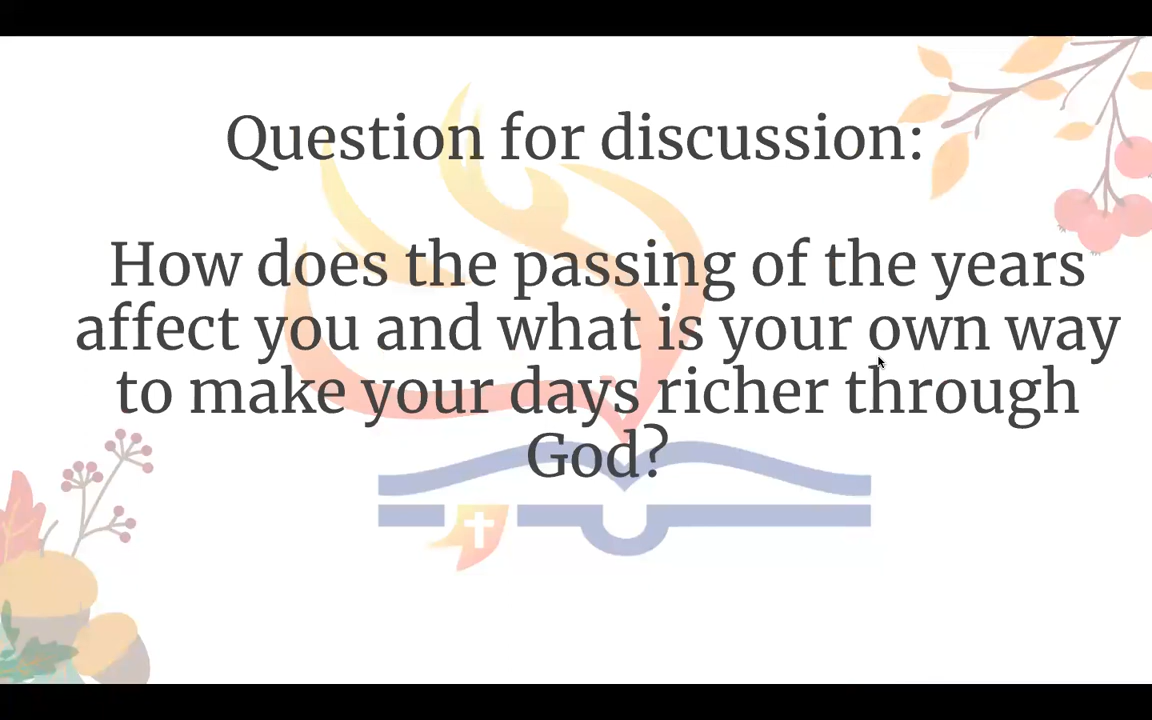 Question for discussion:
How does the passing of the years
affect you and what is your own way
to make your days richer through
God?